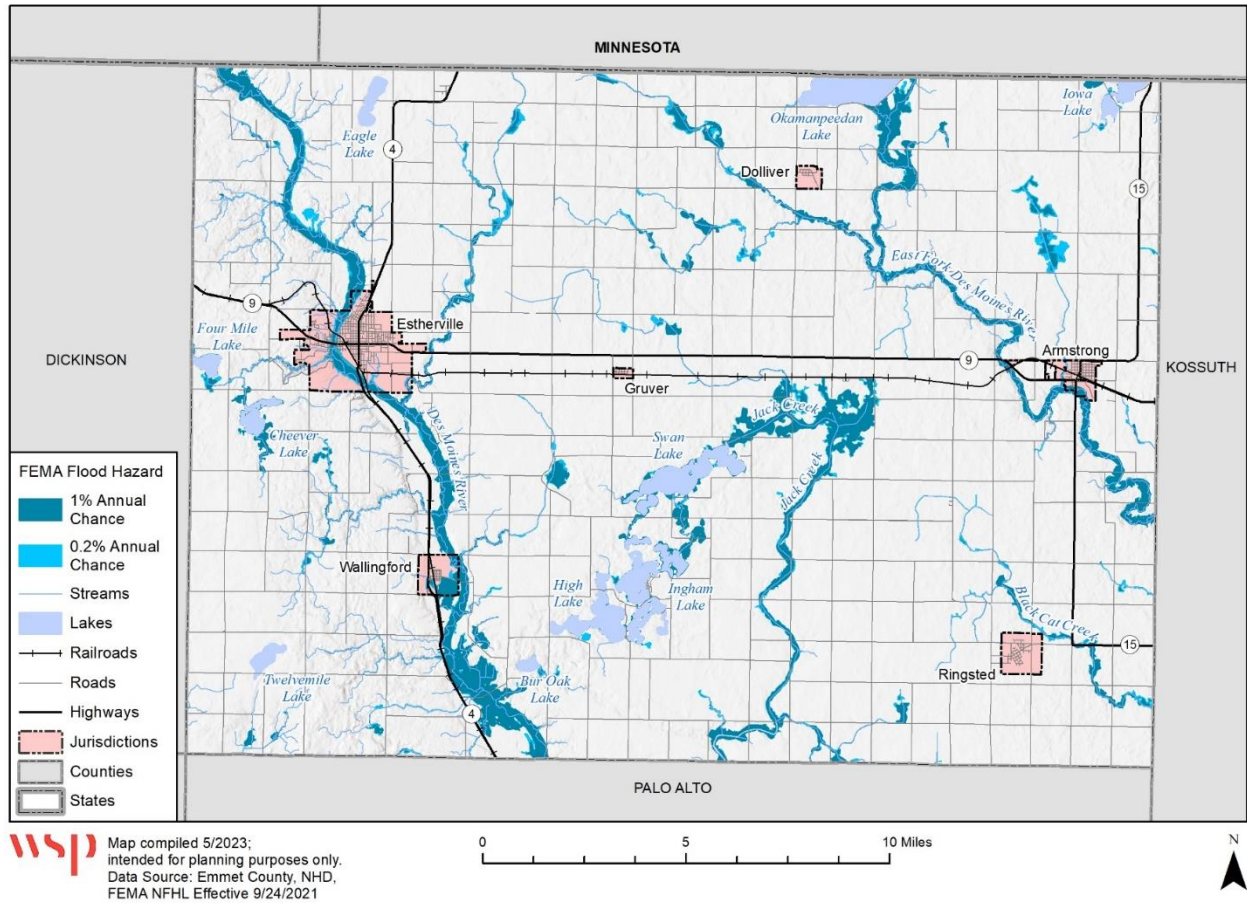 MINNESOTA
Eagle
Lake
4
Okamanpeedan
Lake
Iowa
Lake
Dolliver
15
East Fork Des Moines River
9
Four Mile
Lake
Estherville
DICKINSON
9
Armstrong
KOSSUTH
Gruver
Cheever
Lake
Des Moines
River
Jack Creek
Swan
Lake
Jack Creek
Wallingford
High
Lake
Ingham
Lake
Black Cat Creek
15
Ringsted
Twelvemile
Lake
Bur Oak
Lake
4
PALO ALTO
FEMA Flood Hazard
1% Annual
Chance
0.2% Annual
Chance
Streams
Lakes
Railroads
Roads
Highways
Jurisdictions
Counties
States
wsp
Map compiled 5/2023;
intended for planning purposes only.
Data Source: Emmet County, NHD,
FEMA NFHL Effective 9/24/2021
0 5 10 Miles
N